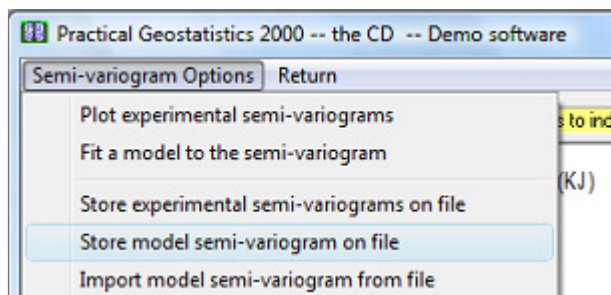 Practical Geostatistics 2000 -- the CD -- Demo software
Semi-variogram Options Return
Plot experimental semi-variograms
s to ind
Fit a model to the semi-variogram
(KJ)
Store experimental semi-variograms on file
Store model semi-variogram on file
Import model semi-variogram from file